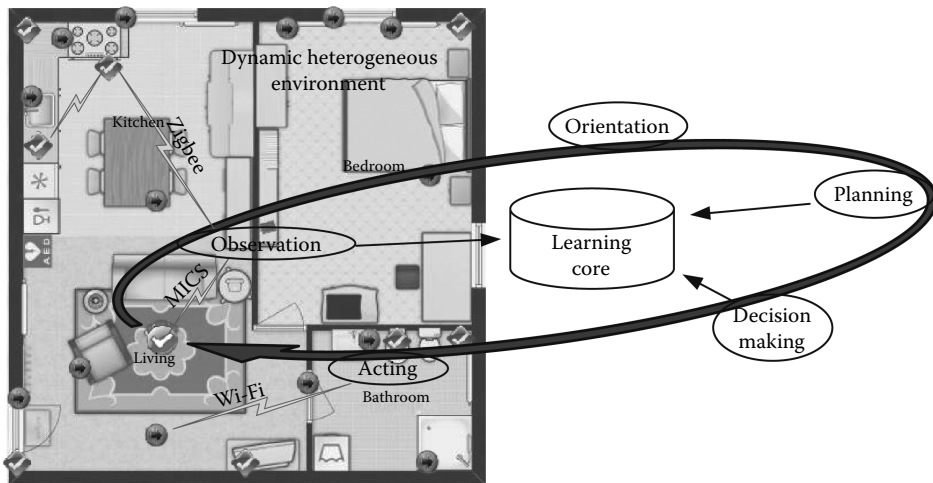 Dynamic heterogeneous
environment
Orientation
Kitchen
Zigbee
Bedroom
Planning
Observation
Learning
core
A.E.D
MICS
Decision
making
Living
Acting
Wi-Fi
Bathroom